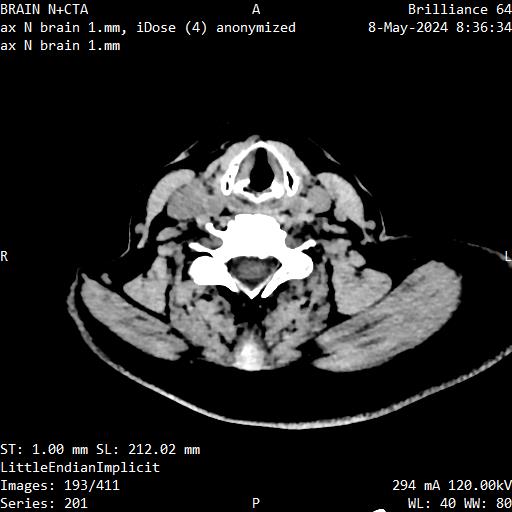 BRAIN N+CTA A Brilliance 64
ax N brain 1.mm, iDose (4) anonymized 8-May-2024 8:36:34
ax N brain 1.mm
R L
ST: 1.00 mm SL: 212.02 mm
LittleEndianImplicit
Images: 193/411 294 mA 120.00kV
Series: 201 P WL: 40 WW: 80